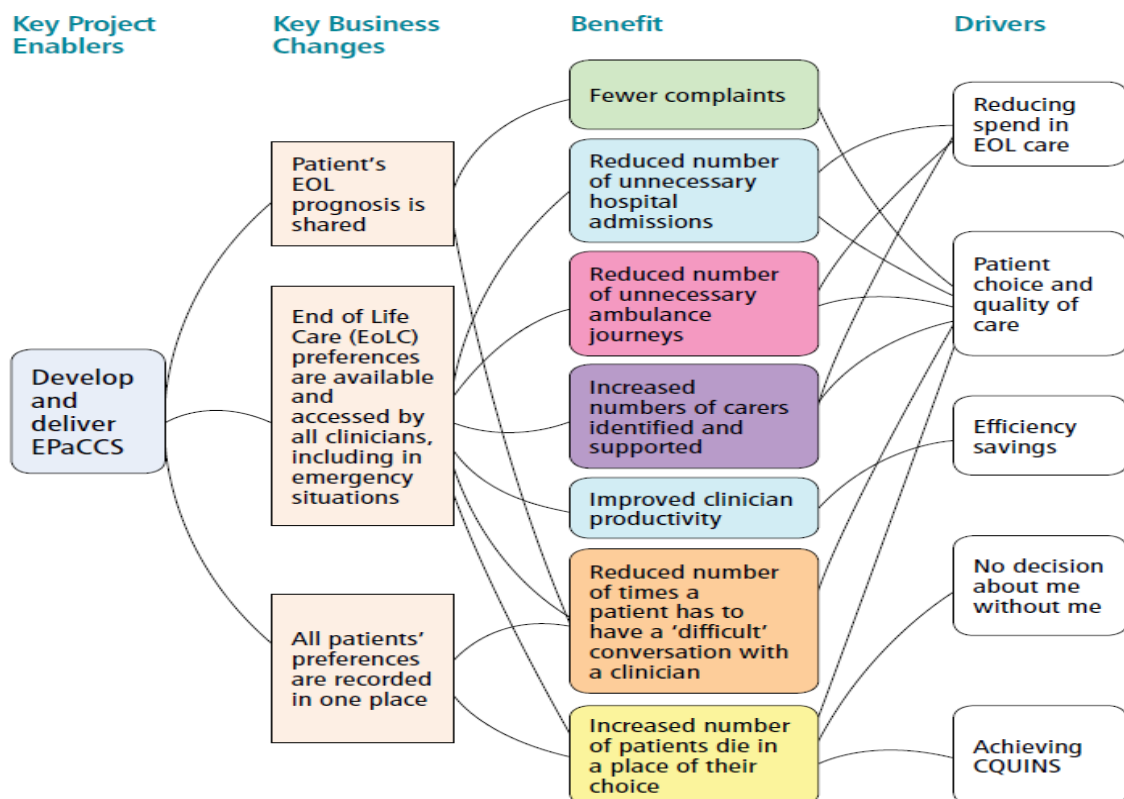 Key Project
Enablers
Key Business
Changes
Benefit
Drivers
Develop
and
deliver
EPaCCS
Patient’s
EOL
prognosis is
shared
End of Life
Care (EoLC)
preferences
are available
and
accessed by
all clinicians,
including in
emergency
situations
All patients’
preferences
are recorded
in one place
Fewer complaints
Reduced number
of unnecessary
hospital
admissions
Reduced number
of unnecessary
ambulance
journeys
Increased
numbers of carers
identified and
supported
Improved clinician
productivity
Reduced number
of times a
patient has to
have a ‘difficult’
conversation with
a clinician
Increased number
of patients die in
a place of their
choice
Reducing
spend in
EOL care
Patient
choice and
quality of
care
Efficiency
savings
No decision
about me
without me
Achieving
CQUINS